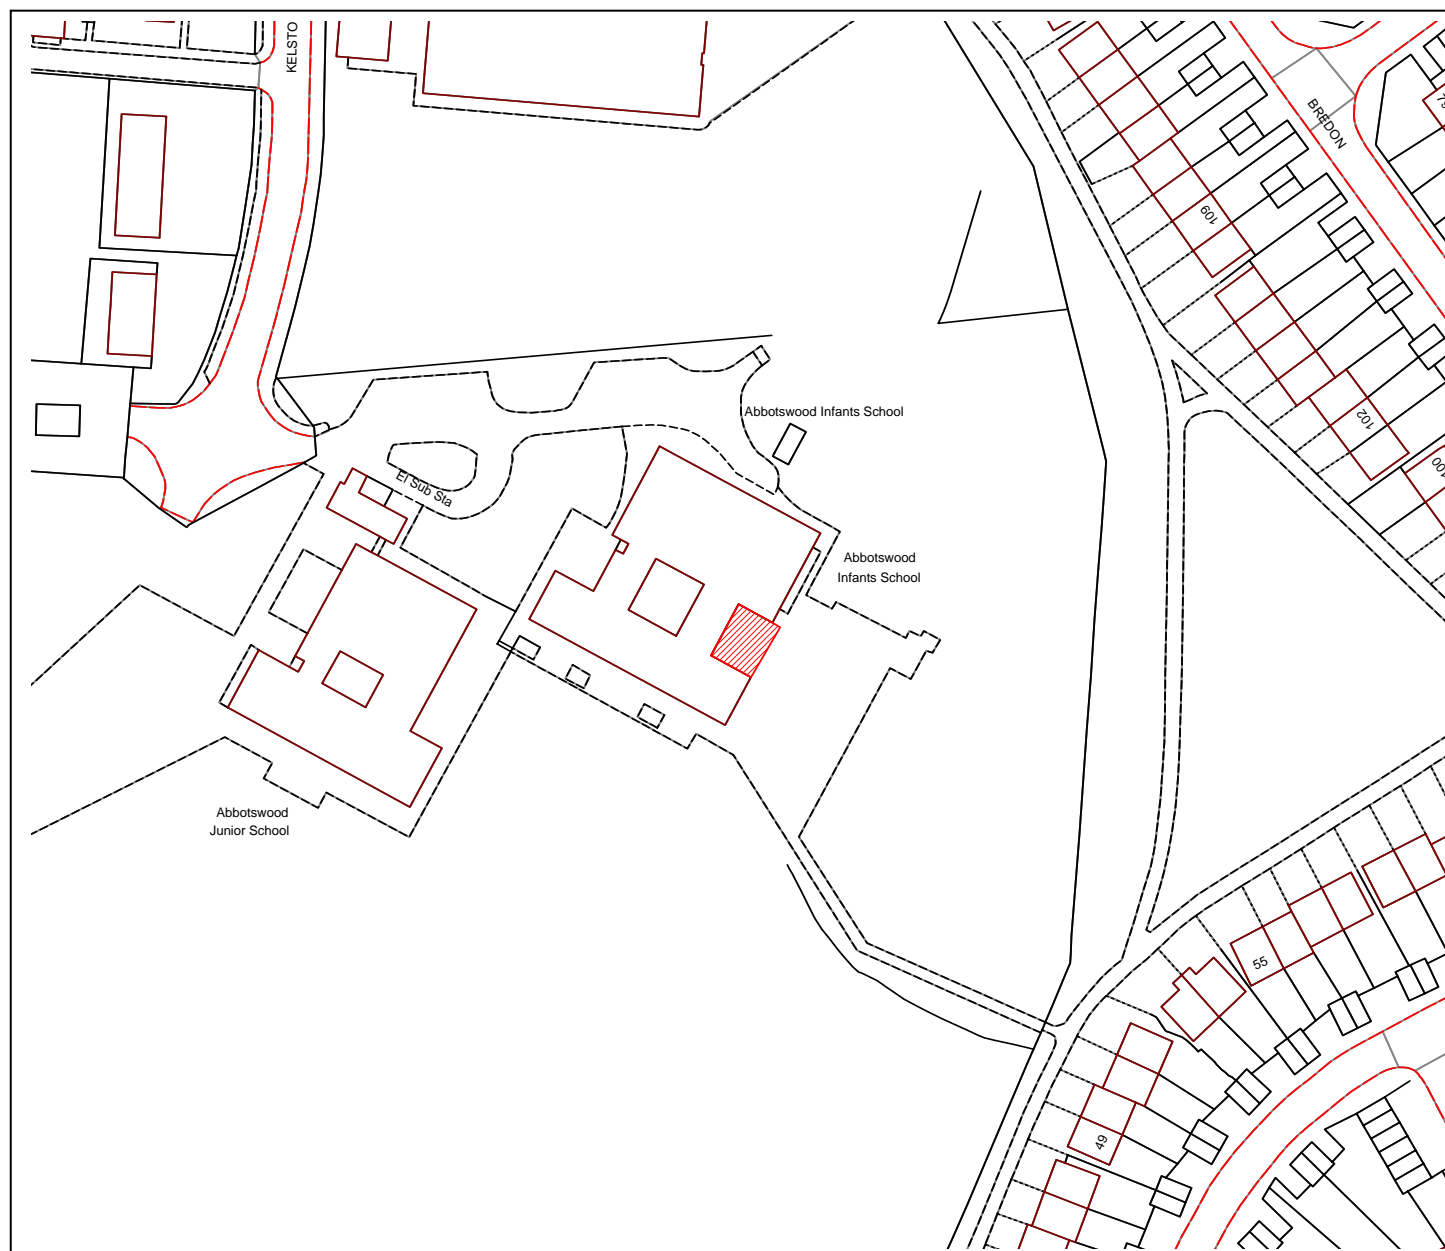 KELSTO
BREDON
109
Abbotswood Infants School
102
100
El Sub Sta
Abbotswood
Infants School
Abbotswood
Junior School
55
49